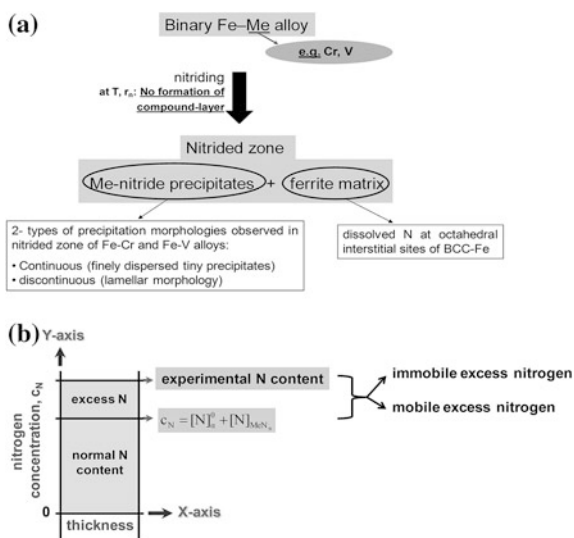 (a)
Binary Fe–Me alloy
e.g. Cr, V
nitriding
at T, rn: No formation of
compound-layer
Nitrided zone
Me-nitride precipitates + ferrite matrix
2- types of precipitation morphologies observed in
nitrided zone of Fe-Cr and Fe-V alloys:
• Continuous (finely dispersed tiny precipitates)
• discontinuous (lamellar morphology)
dissolved N at octahedral
interstitial sites of BCC-Fe
(b)
Y-axis
nitrogen
concentration, cN
excess N
normal N
content
0
thickness
X-axis
experimental N content
cN = [N]0α + [N]MeNn
immobile excess nitrogen
mobile excess nitrogen